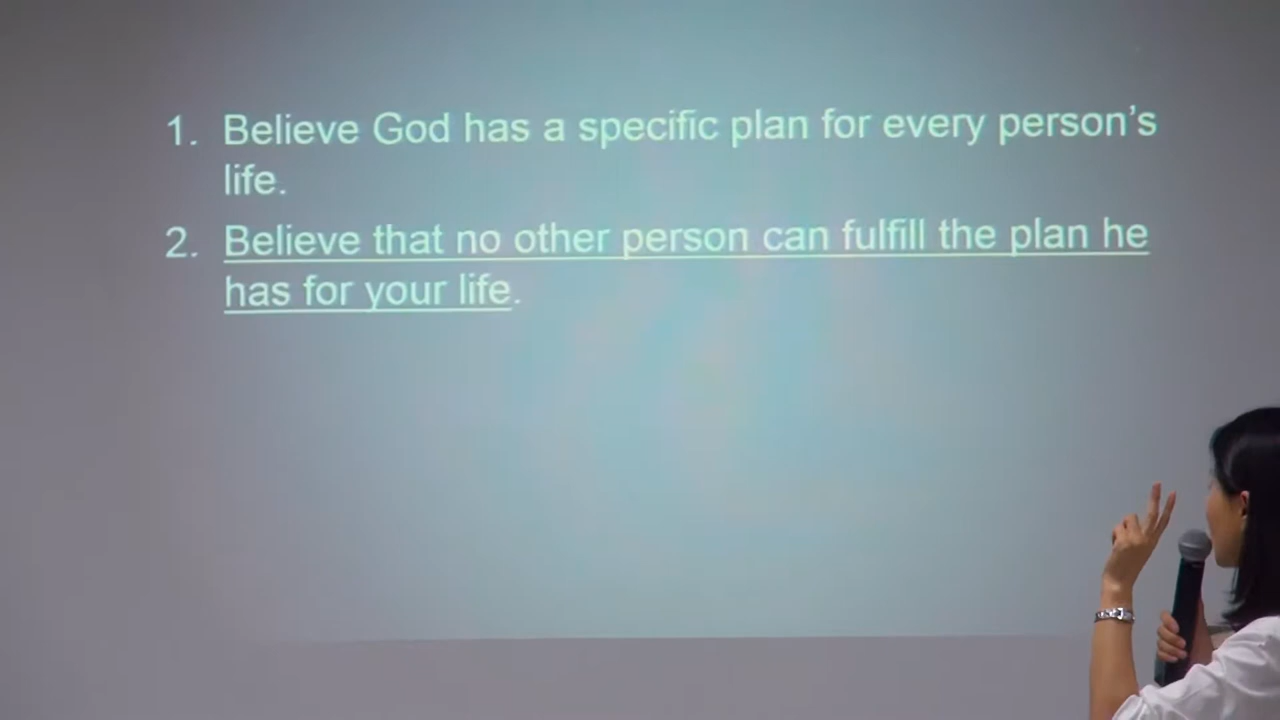 1. Believe God has a specific plan for every person's
life.
2. Believe that no other person can fulfill the plan he
has for your life.